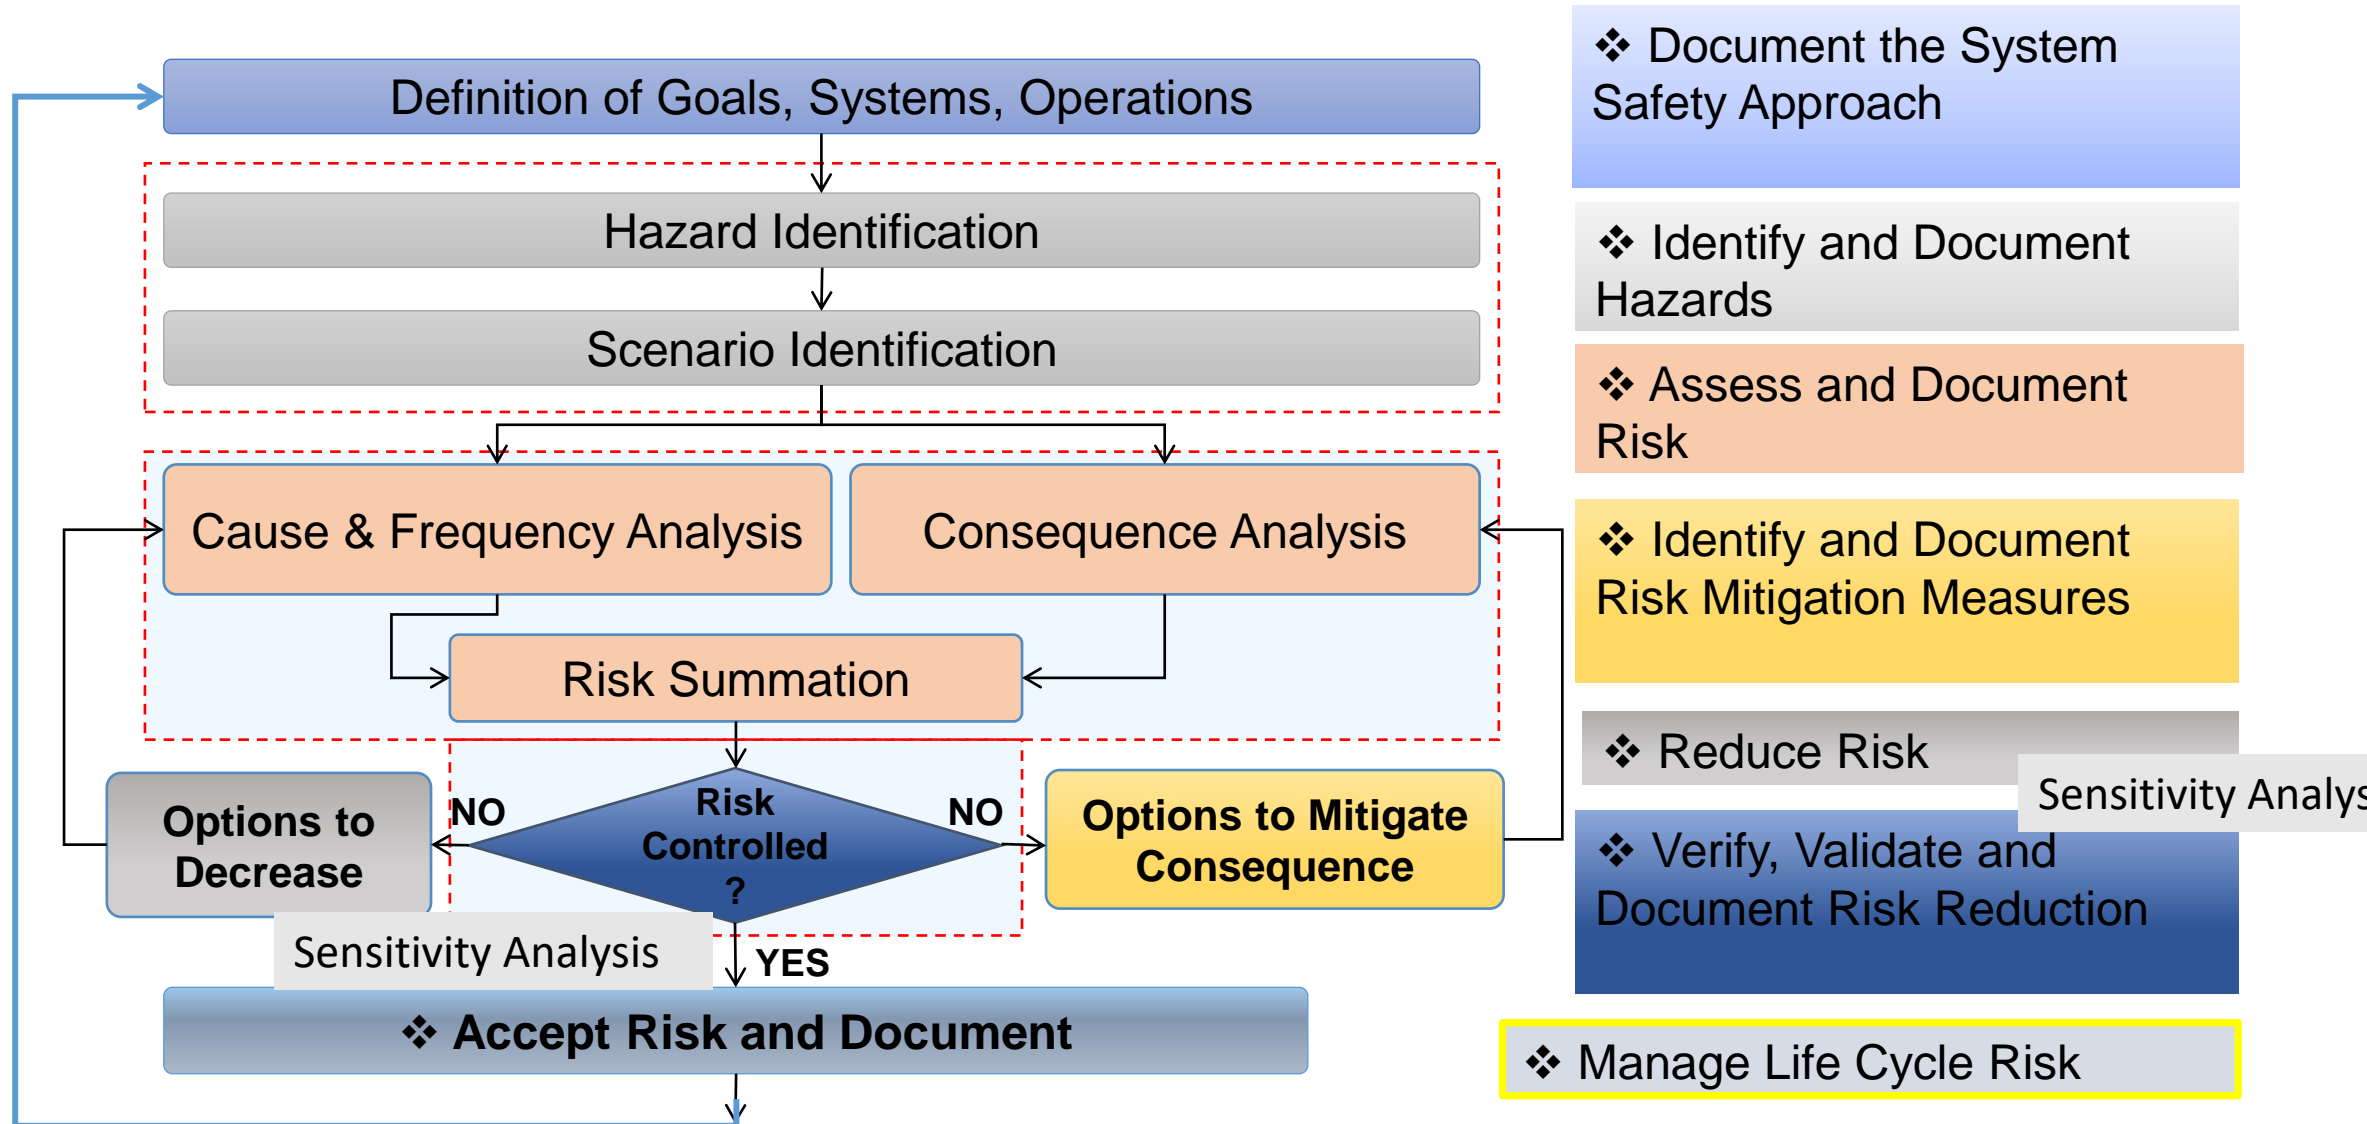 Definition of Goals, Systems, Operations
Hazard Identification
Scenario Identification
Cause & Frequency Analysis
Consequence Analysis
Risk Summation
Options to
Decrease
NO
Risk
Controlled
?
NO
Options to Mitigate
Consequence
Sensitivity Analysis
YES
❖ Accept Risk and Document
❖ Document the System
Safety Approach
❖ Identify and Document
Hazards
❖ Assess and Document
Risk
❖ Identify and Document
Risk Mitigation Measures
❖ Reduce Risk
Sensitivity Analys
❖ Verify, Validate and
Document Risk Reduction
❖ Manage Life Cycle Risk